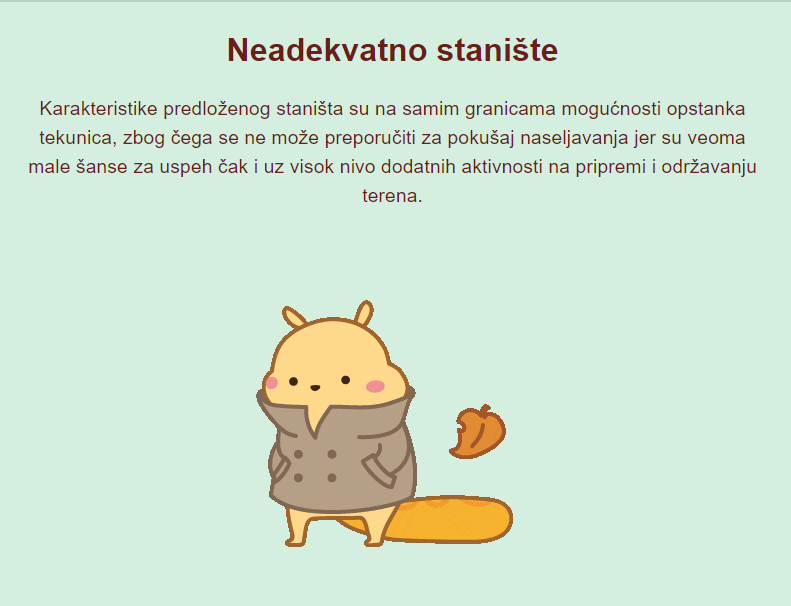 Neadekvatno stanište
Karakteristike predloženog staništa su na samim granicama mogućnosti opstanka
tekunica, zbog čega se ne može preporučiti za pokušaj naseljavanja jer su veoma
male šanse za uspeh čak i uz visok nivo dodatnih aktivnosti na pripremi i održavanju
terena.